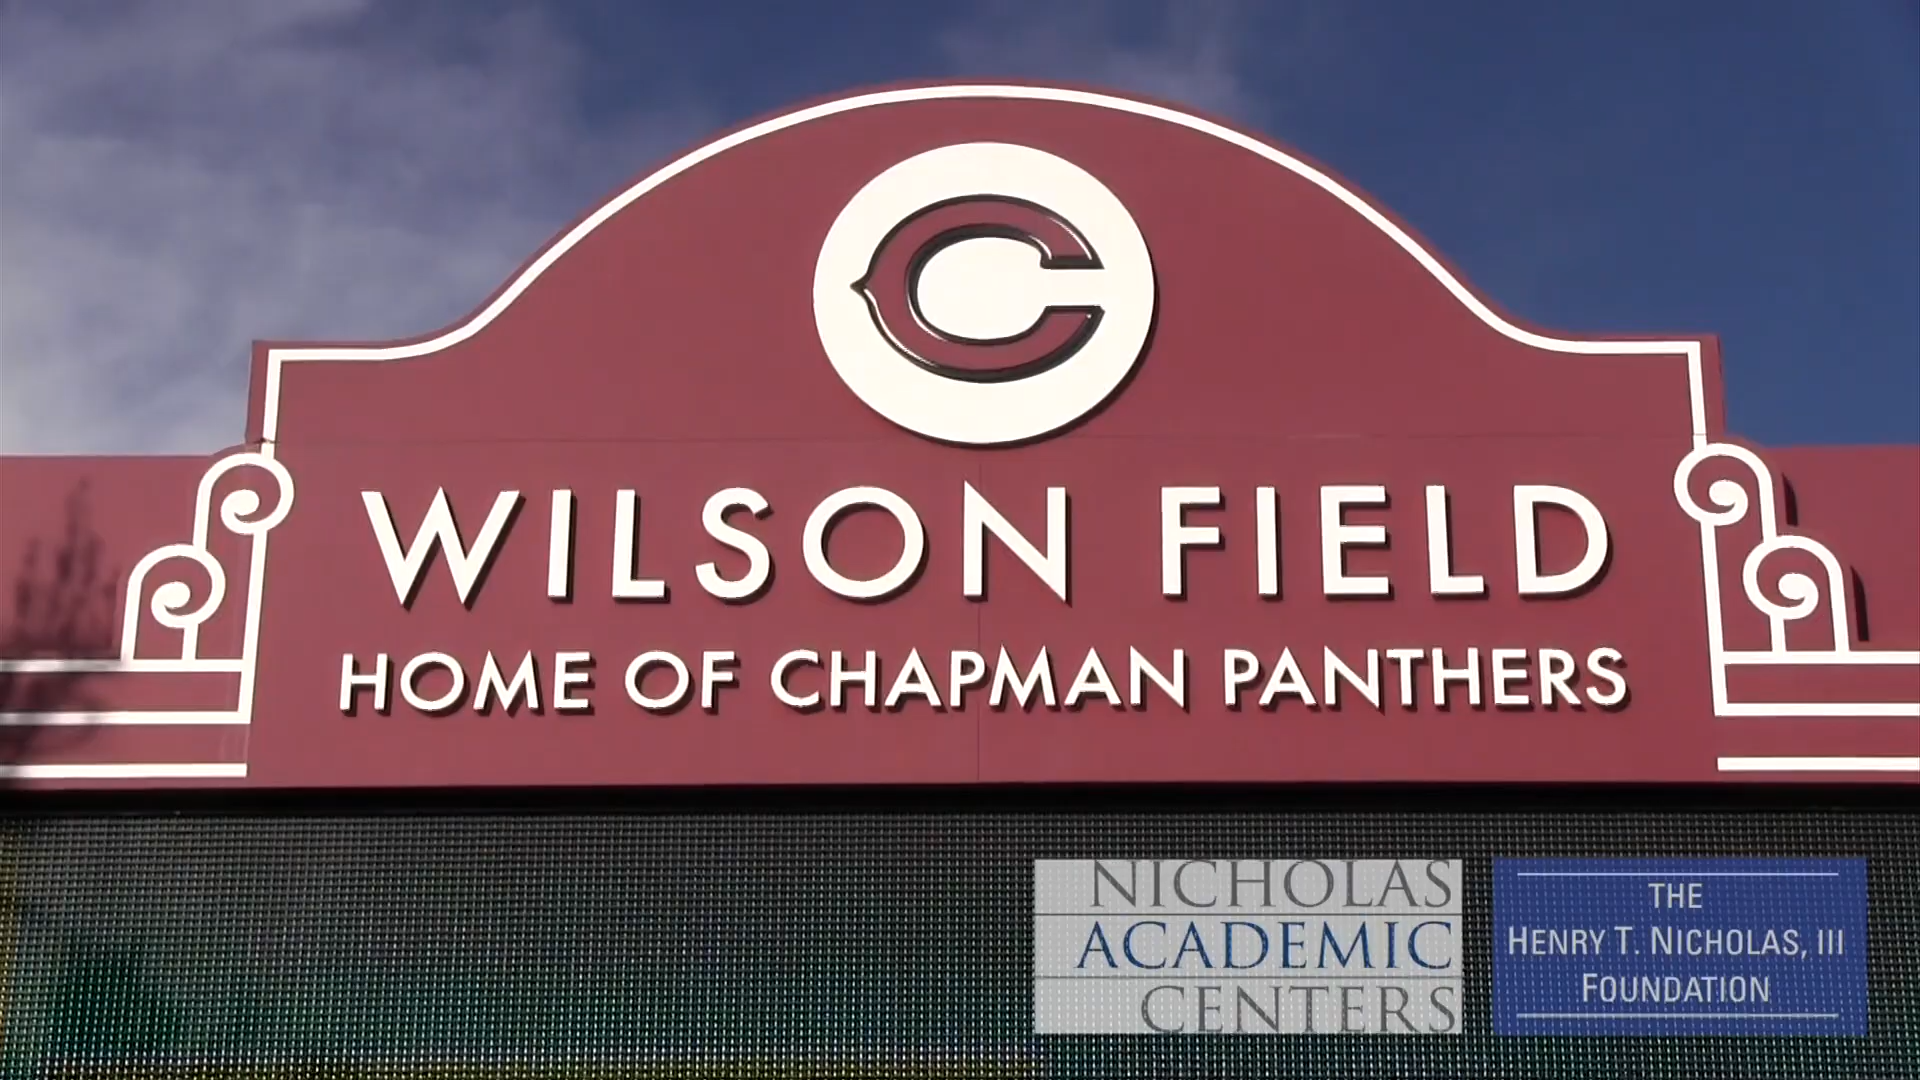 C
WILSON FIELD
HOME OF CHAPMAN PANTHERS
NICHOLAS
ACADEMIC
CENTERS
THE
HENRY T. NICHOLAS, III
FOUNDATION